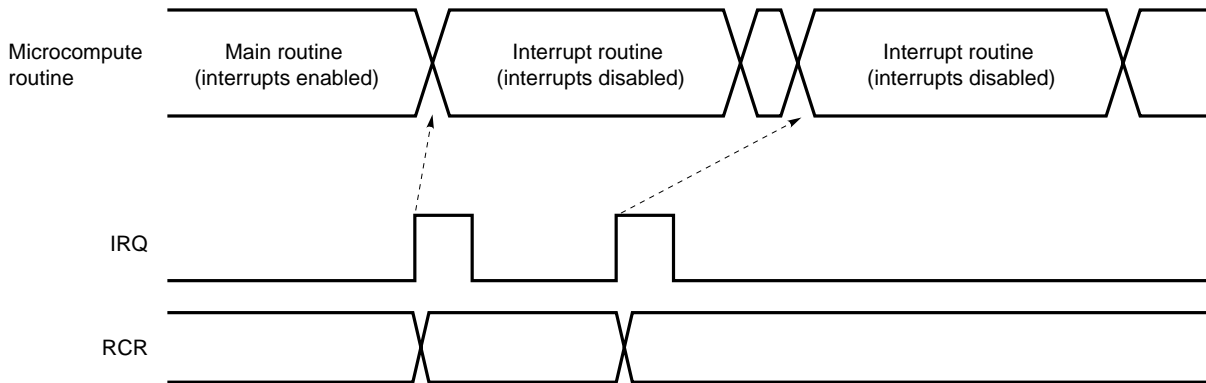 Microcompute
routine
Main routine
(interrupts enabled)
Interrupt routine
(interrupts disabled)
Interrupt routine
(interrupts disabled)
IRQ
RCR